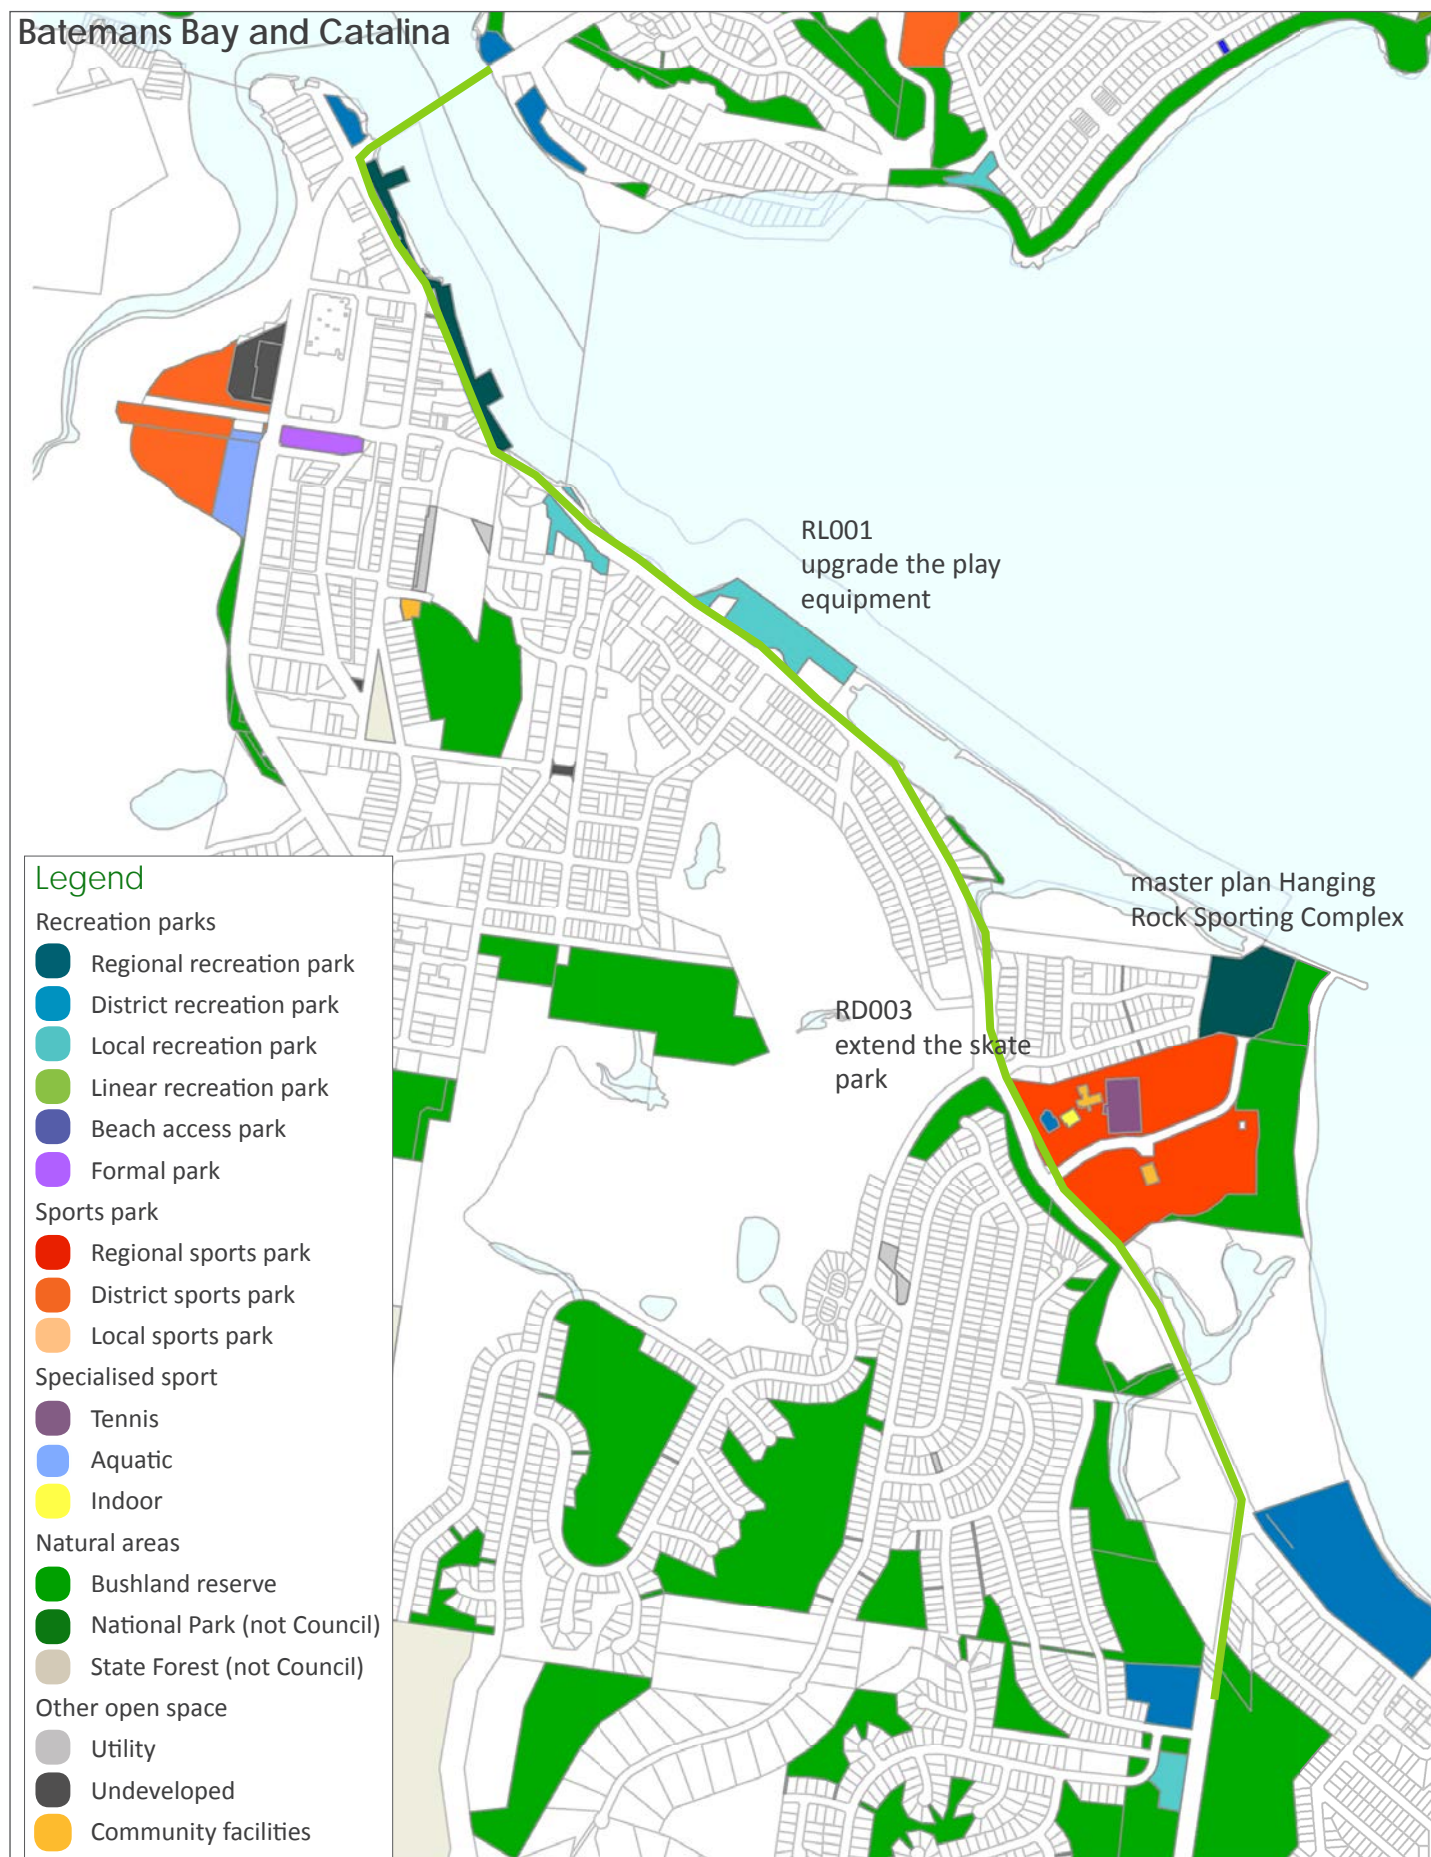 Batemans Bay and Catalina
RL001
upgrade the play
equipment
master plan Hanging
Rock Sporting Complex
RD003
extend the skate
park
Legend
Recreation parks
Regional recreation park
District recreation park
Local recreation park
Linear recreation park
Beach access park
Formal park
Sports park
Regional sports park
District sports park
Local sports park
Specialised sport
Tennis
Aquatic
Indoor
Natural areas
Bushland reserve
National Park (not Council)
State Forest (not Council)
Other open space
Utility
Undeveloped
Community facilities